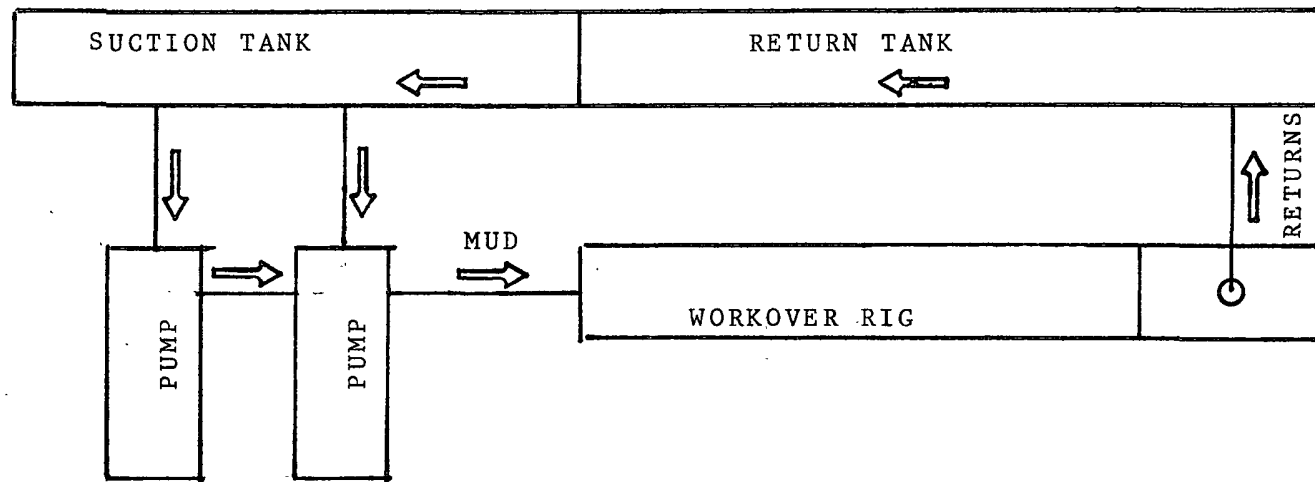 SUCTION TANK
RETURN TANK
RETURNS
MUD
WORKOVER RIG
PUMP
PUMP